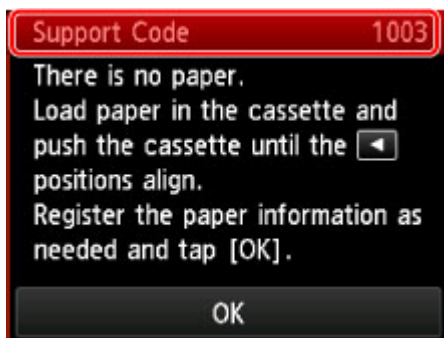 Support Code 1003
There is no paper.
Load paper in the cassette and
push the cassette until the ◀
positions align.
Register the paper information as
needed and tap [OK].
OK